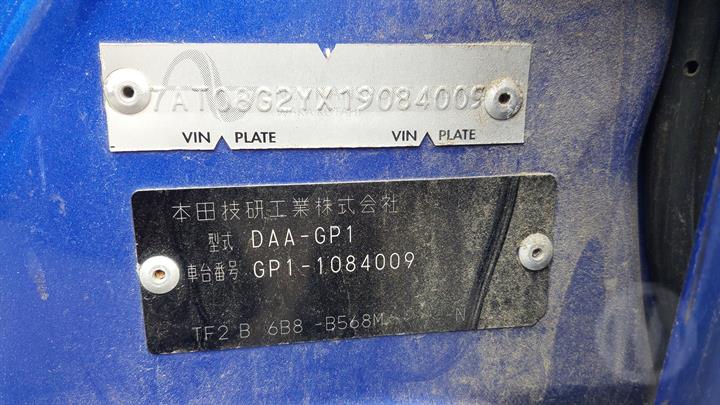 7AT08G2YX19084009
VIN PLATE VIN PLATE
本田技研工業株式会社
型式 DAA-GP1
車台番号 GP1-1084009
TF2 B 6B8 -B568M N